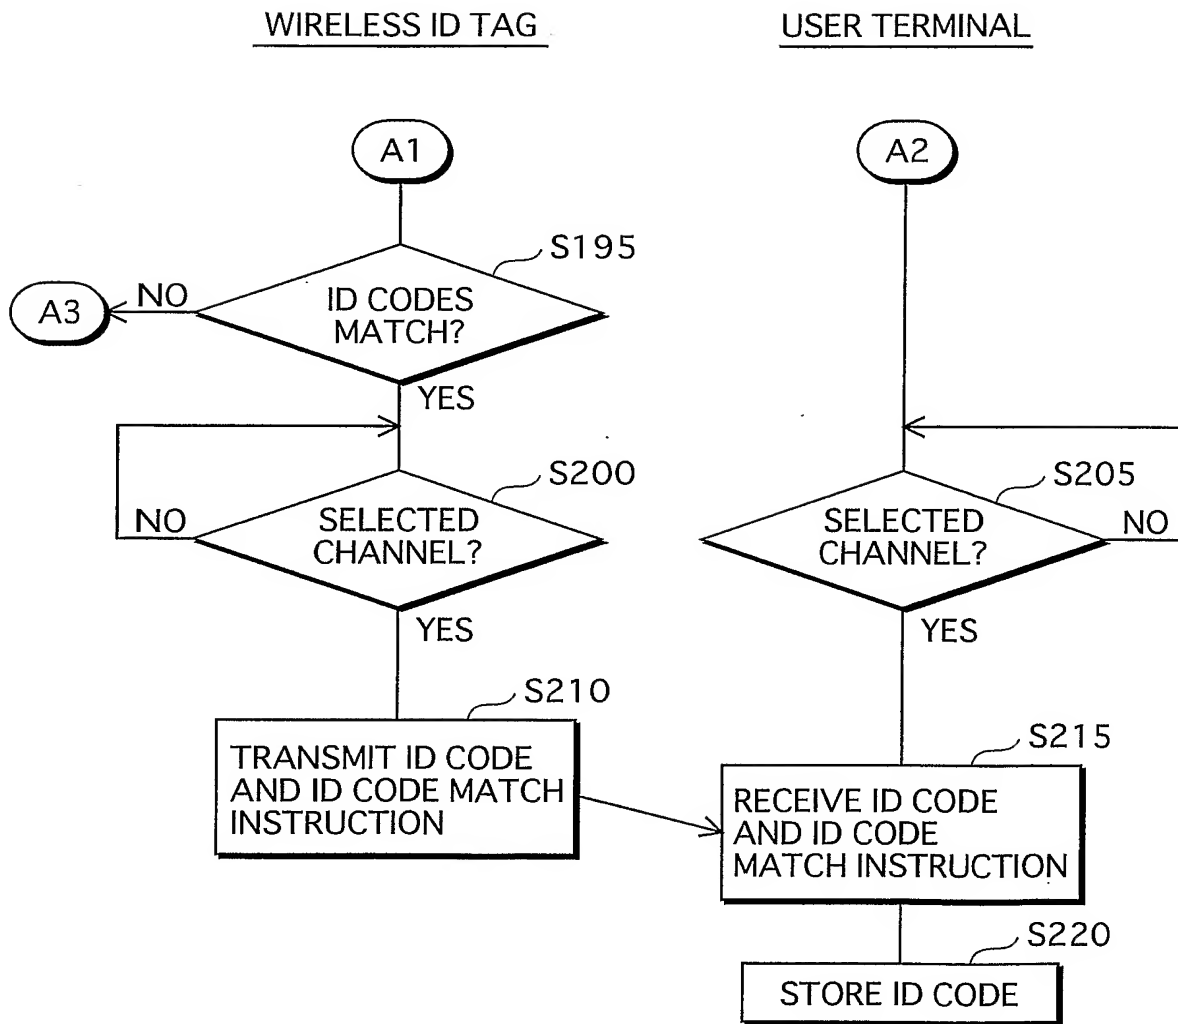 WIRELESS ID TAG
USER TERMINAL
A1
A2
S195
ID CODES
MATCH?
NO
A3
YES
S200
SELECTED
CHANNEL?
NO
YES
S205
SELECTED
CHANNEL?
NO
YES
S210
TRANSMIT ID CODE
AND ID CODE MATCH
INSTRUCTION
S215
RECEIVE ID CODE
AND ID CODE
MATCH INSTRUCTION
S220
STORE ID CODE